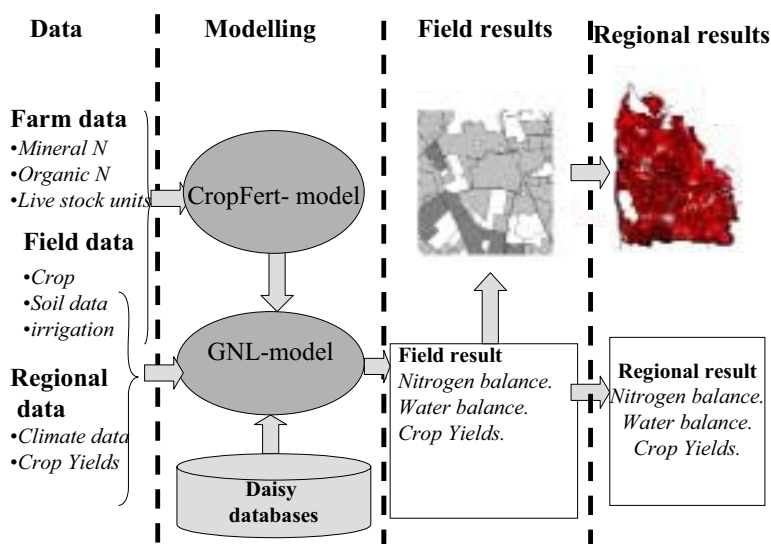 Data
Modelling
Field results
Regional results
Farm data
•Mineral N
•Organic N
•Live stock units
Field data
•Crop
•Soil data
•irrigation
Regional
data
•Climate data
•Crop Yields
CropFert- model
GNL-model
Daisy
databases
Field result
Nitrogen balance.
Water balance.
Crop Yields.
Regional result
Nitrogen balance.
Water balance.
Crop Yields.